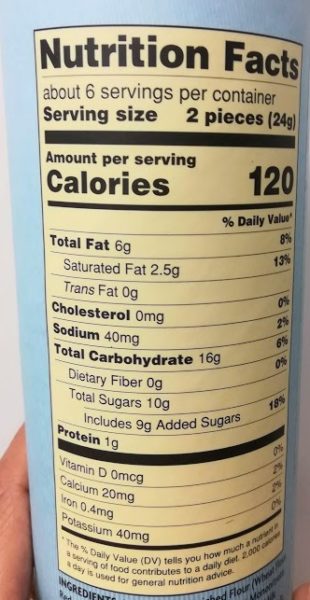 Nutrition Facts
about 6 servings per container
Serving size 2 pieces (24g)
Amount per serving
Calories 120
% Daily Value*
Total Fat 6g 8%
Saturated Fat 2.5g 13%
Trans Fat 0g
Cholesterol 0mg 0%
Sodium 40mg 2%
Total Carbohydrate 16g 6%
Dietary Fiber 0g 0%
Total Sugars 10g
Includes 9g Added Sugars 18%
Protein 1g
Vitamin D 0mcg 0%
Calcium 20mg 2%
Iron 0.4mg 2%
Potassium 40mg 0%
* The % Daily Value (DV) tells you how much a nutrient in
a serving of food contributes to a daily diet. 2,000 calories
a day is used for general nutrition advice.
INGREDIENTS Flour (Wheat